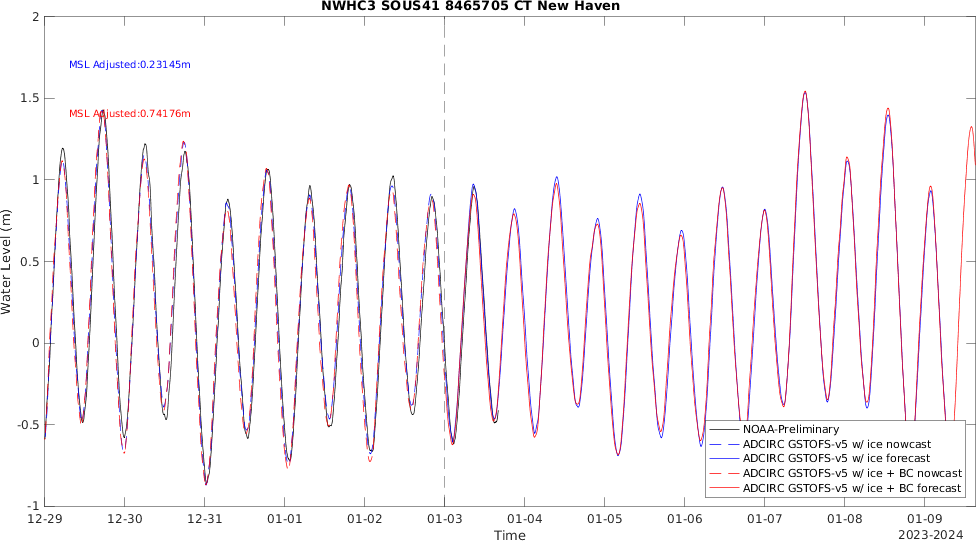 NWHC3 SOUS41 8465705 CT New Haven
2
MSL Adjusted:0.23145m
1.5
MSL Adjusted:0.74176m
1
0.5
Water Level (m)
0
-0.5
-1
NOAA-Preliminary
ADCIRC GSTOFS-v5 w/ ice nowcast
ADCIRC GSTOFS-v5 w/ ice forecast
ADCIRC GSTOFS-v5 w/ ice + BC nowcast
ADCIRC GSTOFS-v5 w/ ice + BC forecast
12-29 12-30 12-31 01-01 01-02 01-03 01-04 01-05 01-06 01-07 01-08 01-09
Time
2023-2024